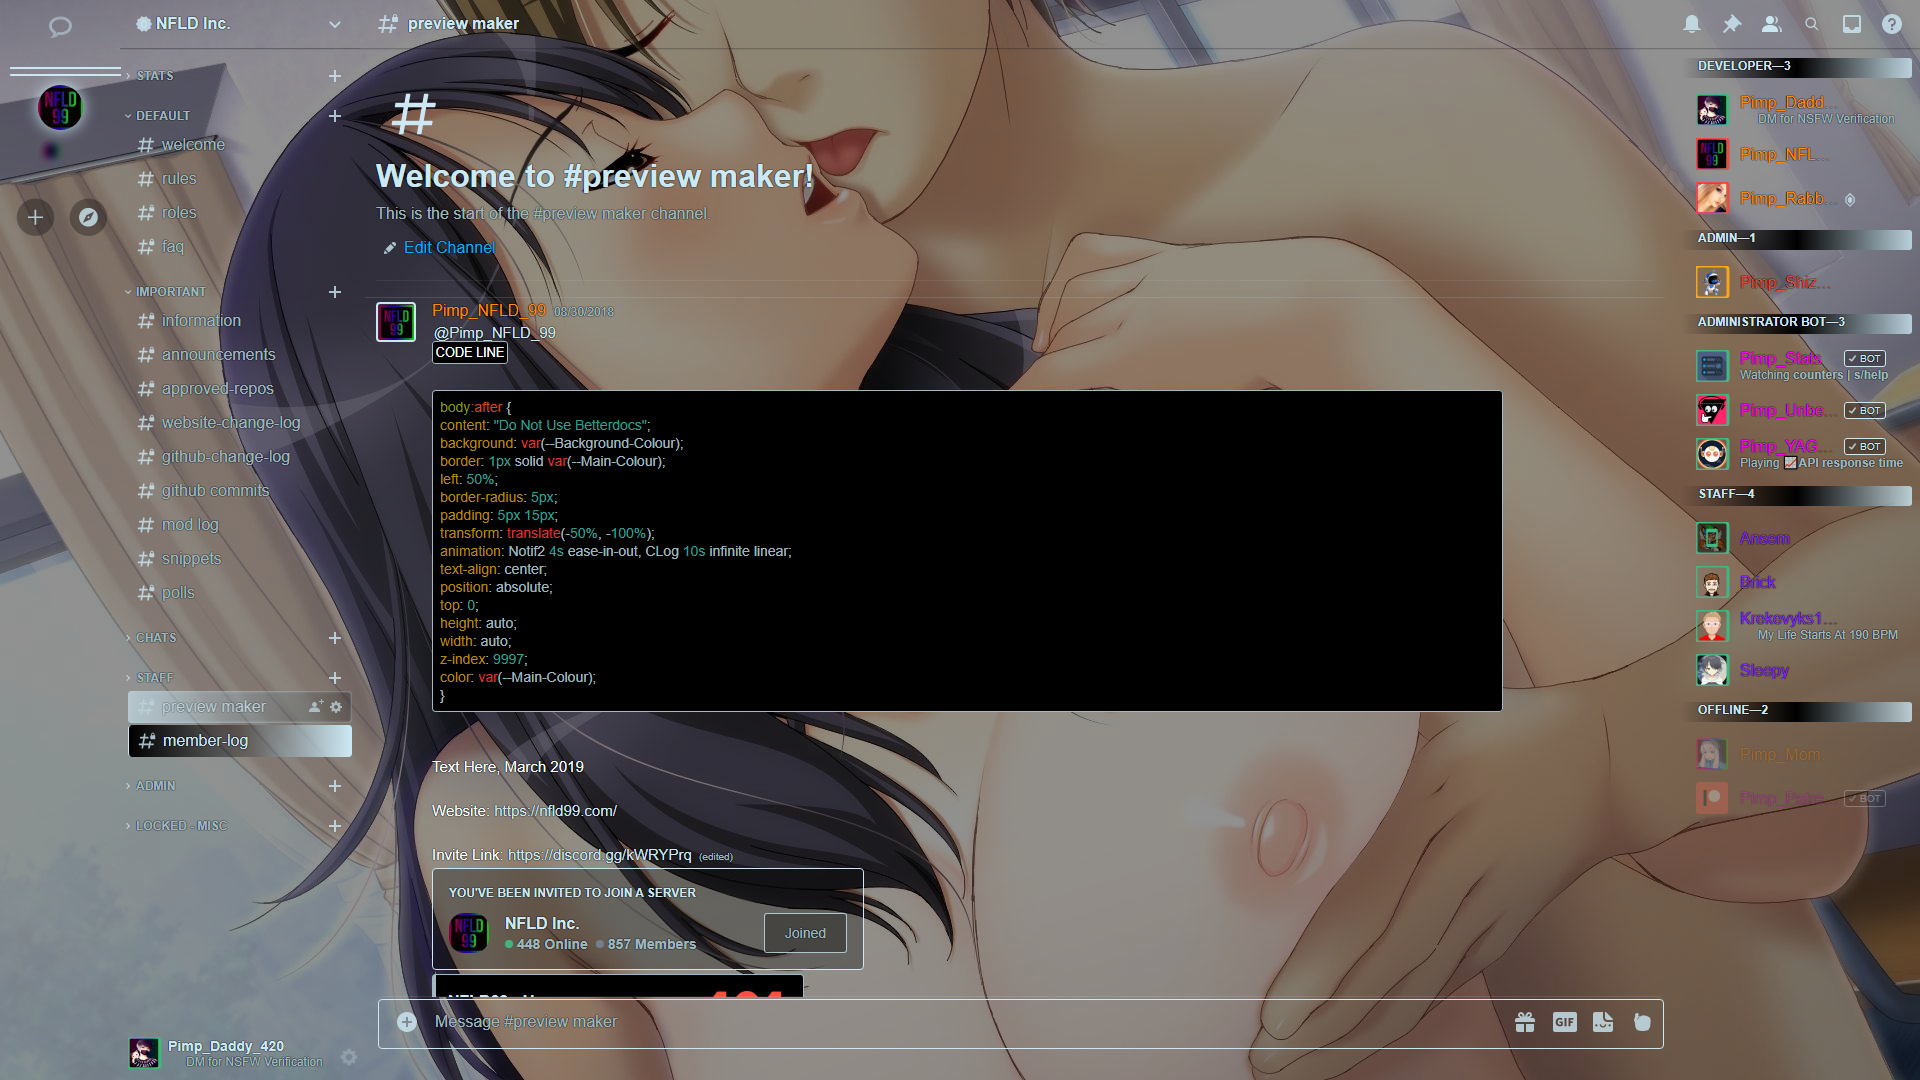 NFLD Inc.
preview maker
STATS
DEFAULT
welcome
rules
roles
faq
IMPORTANT
information
announcements
approved-repos
website-change-log
github-change-log
github commits
mod log
snippets
polls
CHATS
STAFF
preview maker
member-log
ADMIN
LOCKED - MISC
Pimp_Daddy_420
DM for NSFW Verification
NFLD
99
#
Welcome to #preview maker!
This is the start of the #preview maker channel.
Edit Channel
Pimp_NFLD_99 08/30/2018
@Pimp_NFLD_99
CODE LINE
body:after {
content: "Do Not Use Betterdocs";
background: var(--Background-Colour);
border: 1px solid var(--Main-Colour);
left: 50%;
border-radius: 5px;
padding: 5px 15px;
transform: translate(-50%, -100%);
animation: Notif2 4s ease-in-out, CLog 10s infinite linear;
text-align: center;
position: absolute;
top: 0;
height: auto;
width: auto;
z-index: 9997;
color: var(--Main-Colour);
}
Text Here, March 2019
Website: https://nfld99.com/
Invite Link: https://discord.gg/kWRYPrq (edited)
YOU'VE BEEN INVITED TO JOIN A SERVER
NFLD Inc.
448 Online 857 Members
Joined
Message #preview maker
GIF
DEVELOPER—3
Pimp_Dadd...
DM for NSFW Verification
Pimp_NFL...
Pimp_Rabb...
ADMIN—1
Pimp_Shiz...
ADMINISTRATOR BOT—3
Pimp_Stats BOT
Watching counters | s/help
Pimp_Unbe... BOT
Pimp_YAG... BOT
Playing 📈API response time
STAFF—4
Ansem
Brick
Krokovyks1...
My Life Starts At 190 BPM
Sleepy
OFFLINE—2
Pimp_Mom
Pimp_Patr... BOT